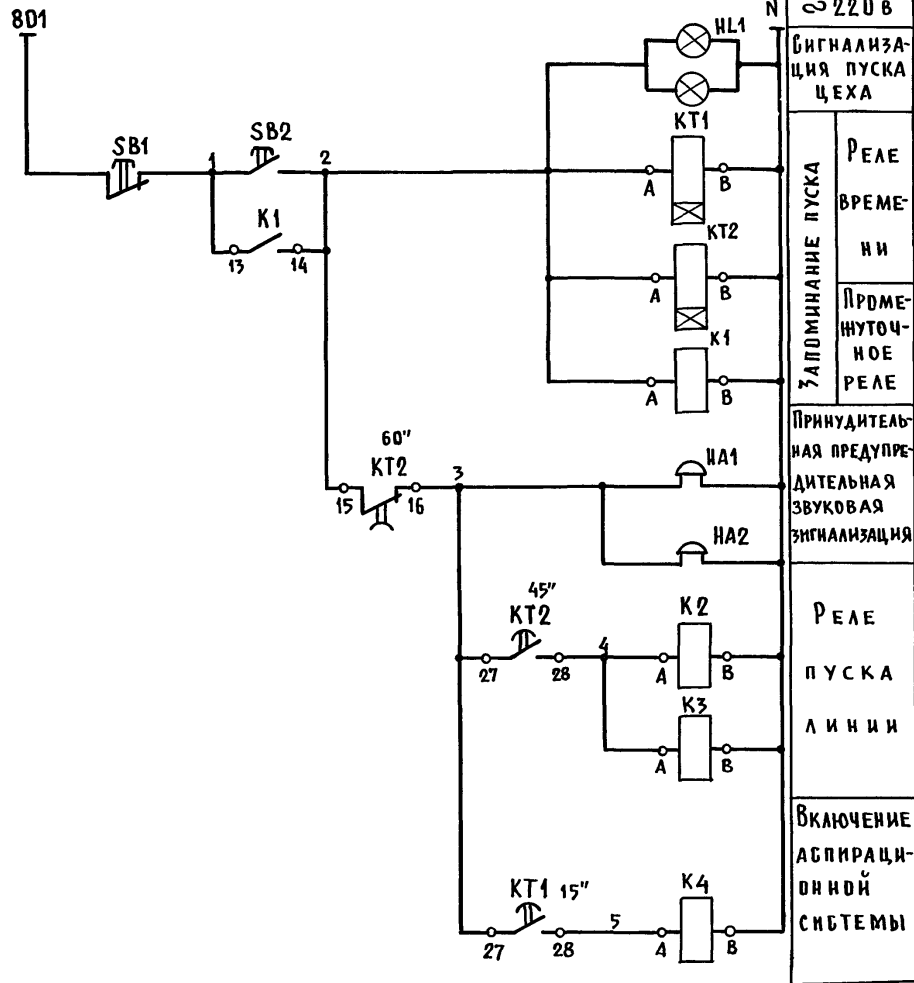 801
N
∾ 220 В
HL1
СИГНАЛИЗА-
ЦИЯ ПУСКА
ЦЕХА
SB1
1
SB2
2
KT1
A
B
K1
13
14
KT2
A
B
K1
A
B
ЗАПОМИНАНИЕ ПУСКА
РЕЛЕ
ВРЕМЕ-
НИ
ПРОМЕ-
ЖУТОЧ-
НОЕ
РЕЛЕ
60"
KT2
15
16
3
HA1
HA2
ПРИНУДИТЕЛЬ-
НАЯ ПРЕДУПРЕ-
ДИТЕЛЬНАЯ
ЗВУКОВАЯ
СИГНАЛИЗАЦИЯ
45"
KT2
27
28
4
K2
A
B
K3
A
B
РЕЛЕ
ПУСКА
ЛИНИИ
KT1 15"
27
28
5
K4
A
B
ВКЛЮЧЕНИЕ
АСПИРАЦИ-
ОННОЙ
СИСТЕМЫ